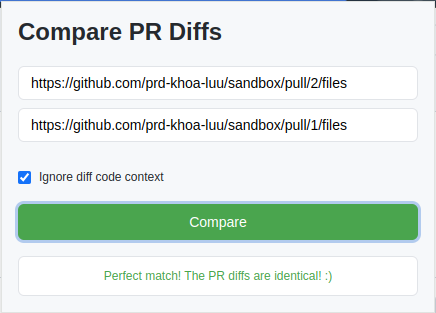 Compare PR Diffs
https://github.com/prd-khoa-luu/sandbox/pull/2/files
https://github.com/prd-khoa-luu/sandbox/pull/1/files
Ignore diff code context
Compare
Perfect match! The PR diffs are identical! :)